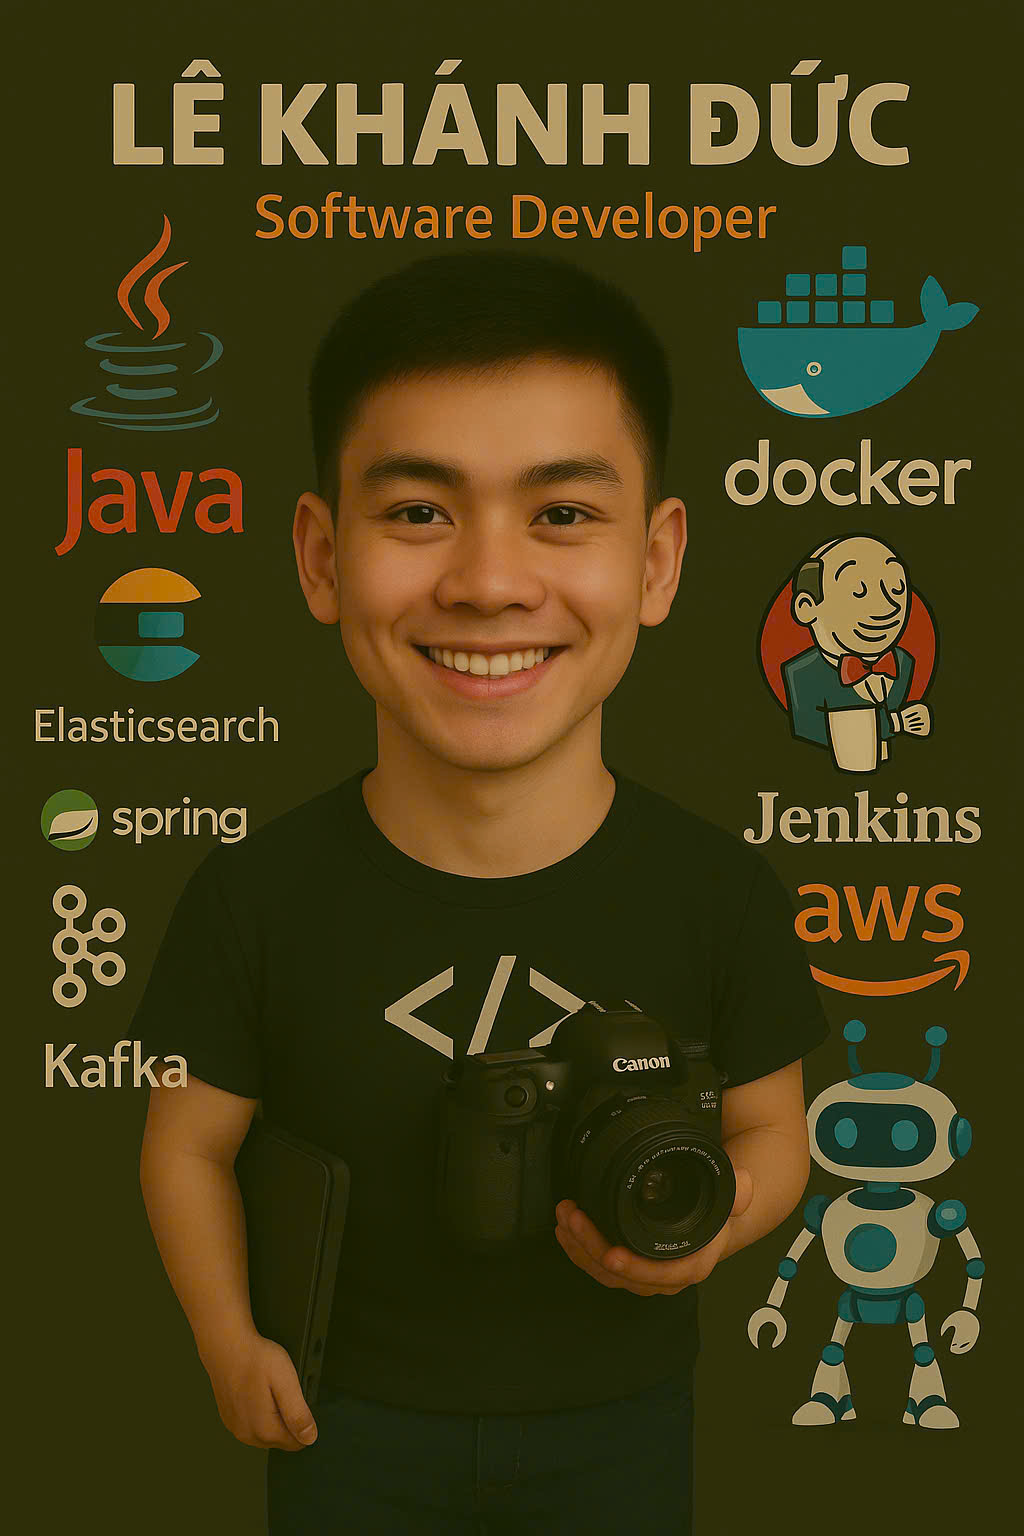 LÊ KHÁNH ĐỨC
Software Developer
Java
docker
Elasticsearch
spring
Jenkins
aws
Kafka
</>
Canon